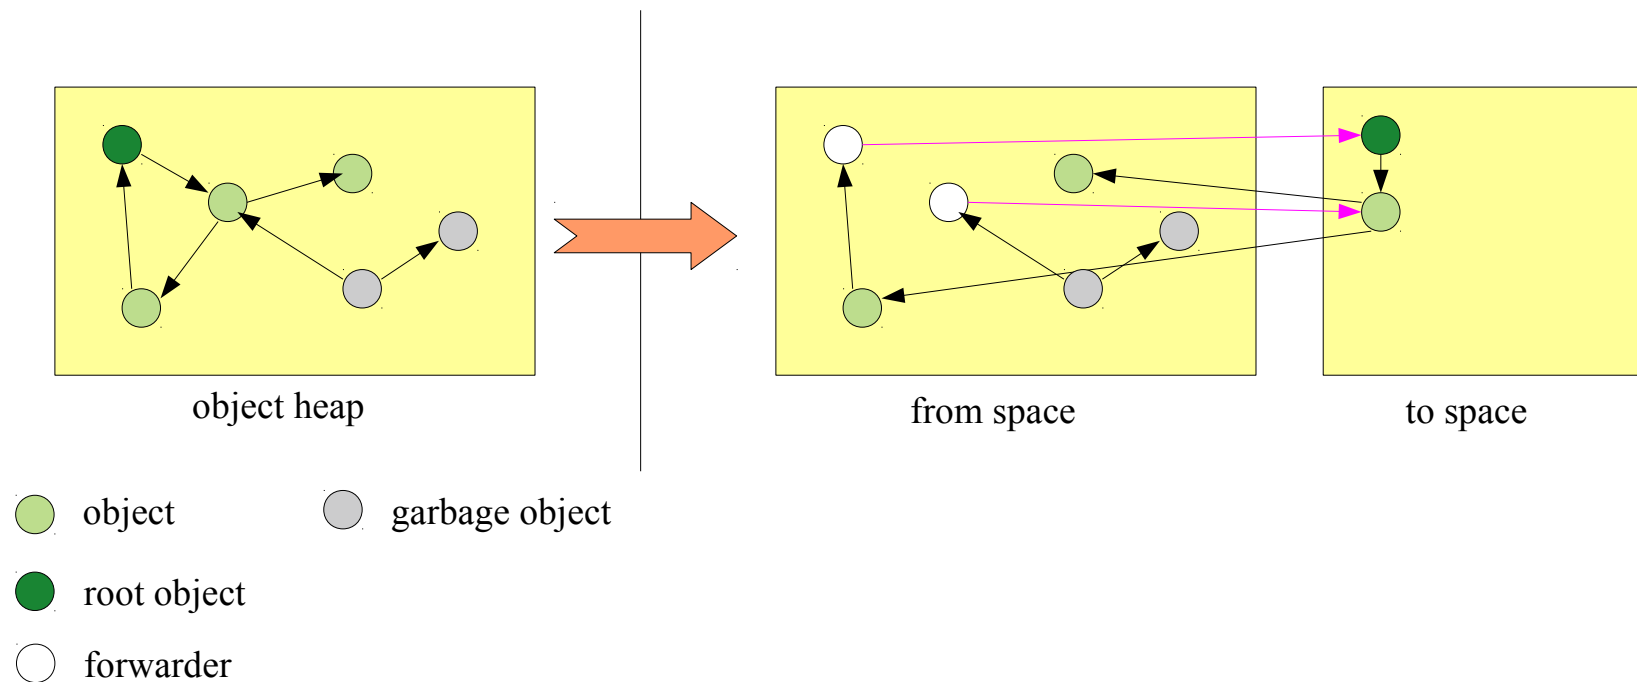 object heap
from space
to space
object
garbage object
root object
forwarder